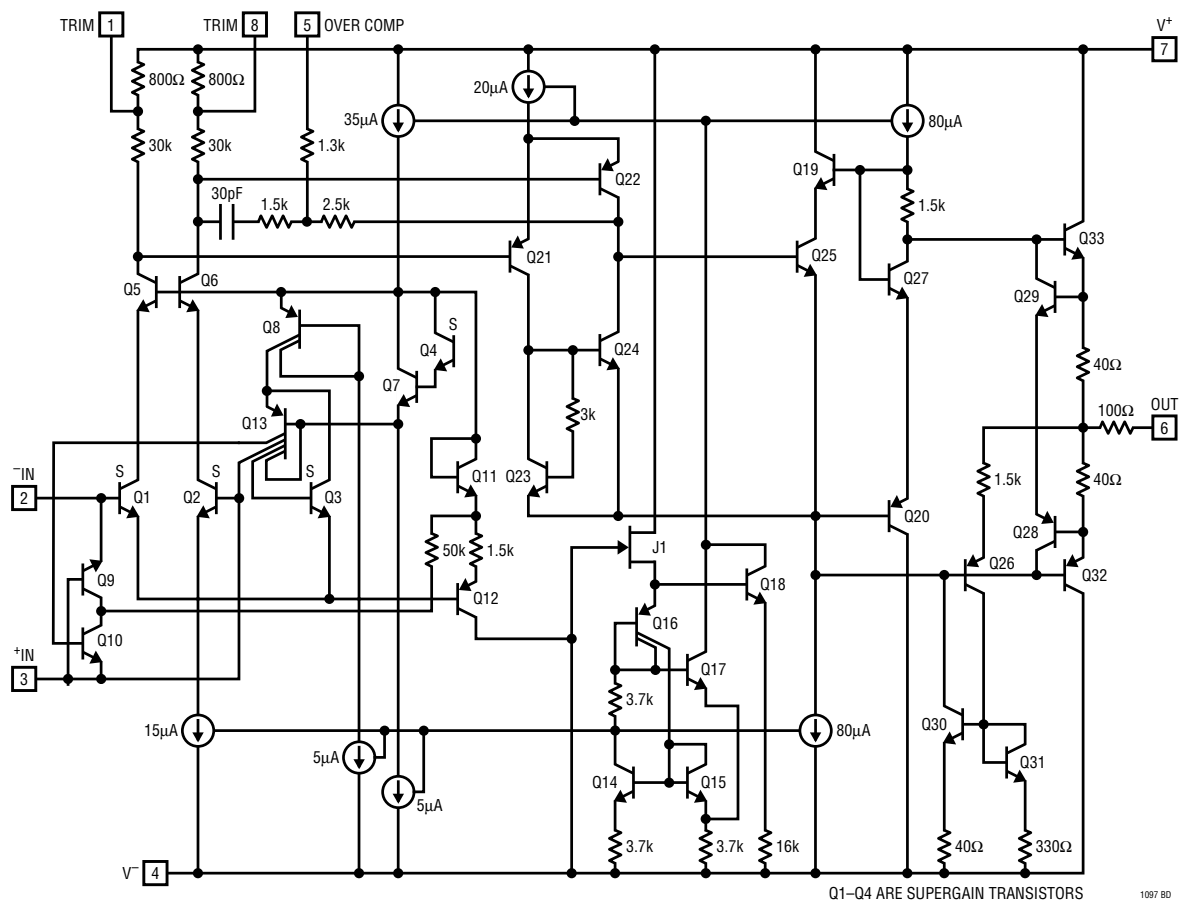 TRIM 1
TRIM 8
5 OVER COMP
V+
7
800Ω
800Ω
20µA
35µA
80µA
30k
30k
1.3k
Q22
Q19
30pF
1.5k
2.5k
1.5k
Q33
Q21
Q25
Q27
Q5
Q6
Q29
Q8
S
Q4
Q24
40Ω
Q7
3k
100Ω
OUT
6
Q13
−IN
2
S
Q1
S
Q2
S
Q3
Q11
Q23
1.5k
40Ω
Q20
Q28
50k
1.5k
J1
Q26
Q9
Q12
Q18
Q32
Q16
Q10
+IN
3
Q17
3.7k
15µA
80µA
Q30
5µA
Q31
Q14
Q15
5µA
3.7k
3.7k
16k
40Ω
330Ω
V− 4
Q1–Q4 ARE SUPERGAIN TRANSISTORS
1097 BD